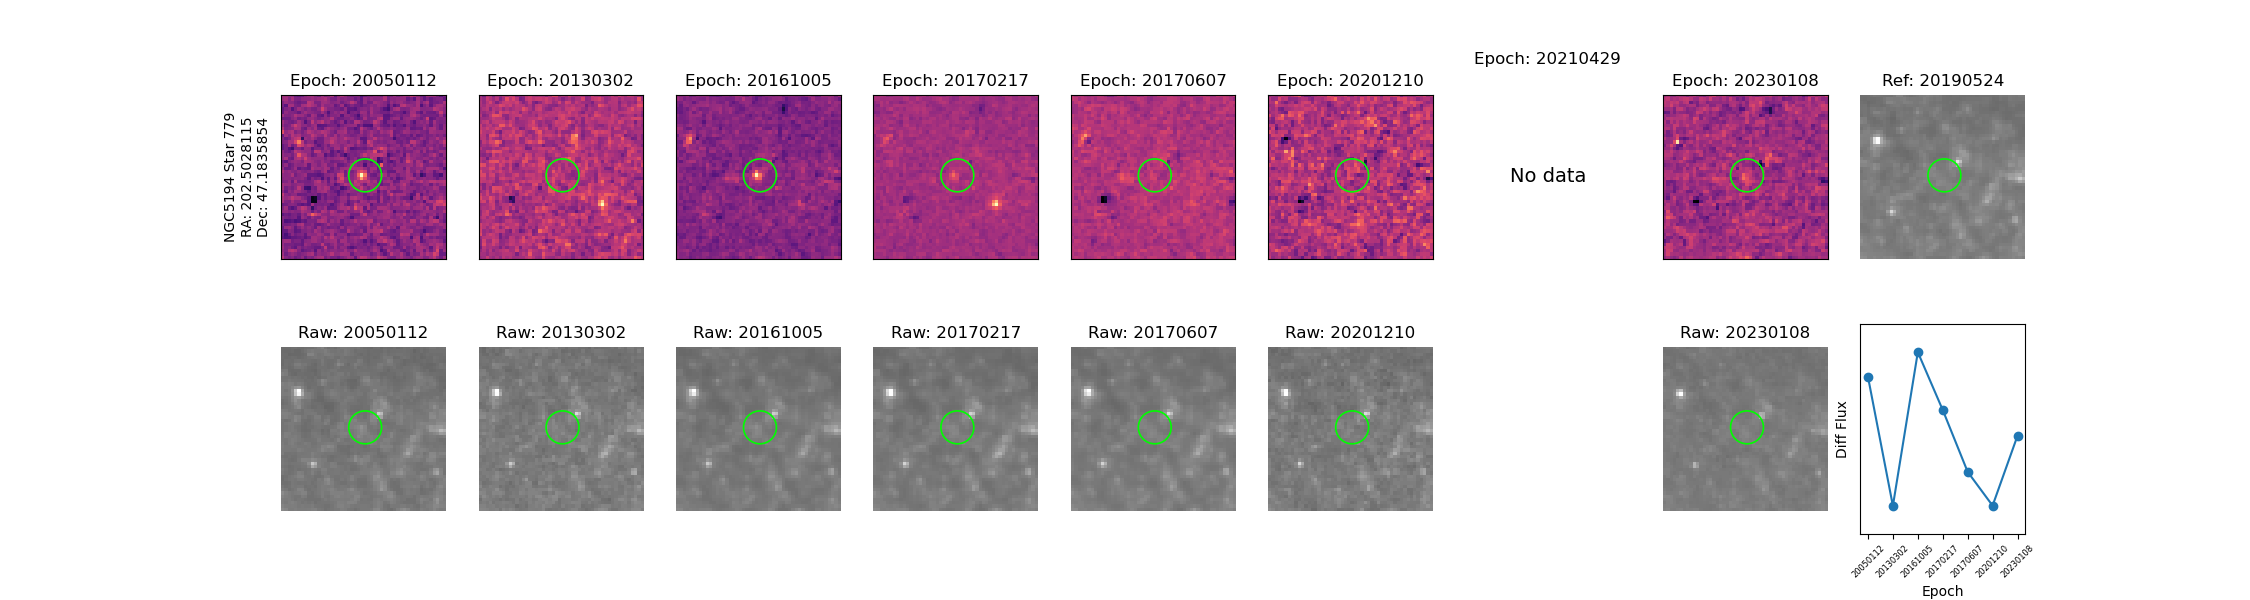 Epoch: 20050112
Epoch: 20130302
Epoch: 20161005
Epoch: 20170217
Epoch: 20170607
Epoch: 20201210
Epoch: 20210429
Epoch: 20230108
Ref: 20190524
NGC5194 Star 779
RA: 202.5028115
Dec: 47.1835854
No data
Raw: 20050112
Raw: 20130302
Raw: 20161005
Raw: 20170217
Raw: 20170607
Raw: 20201210
Raw: 20230108
Diff Flux
20050112
20130302
20161005
20170217
20170607
20201210
20230108
Epoch